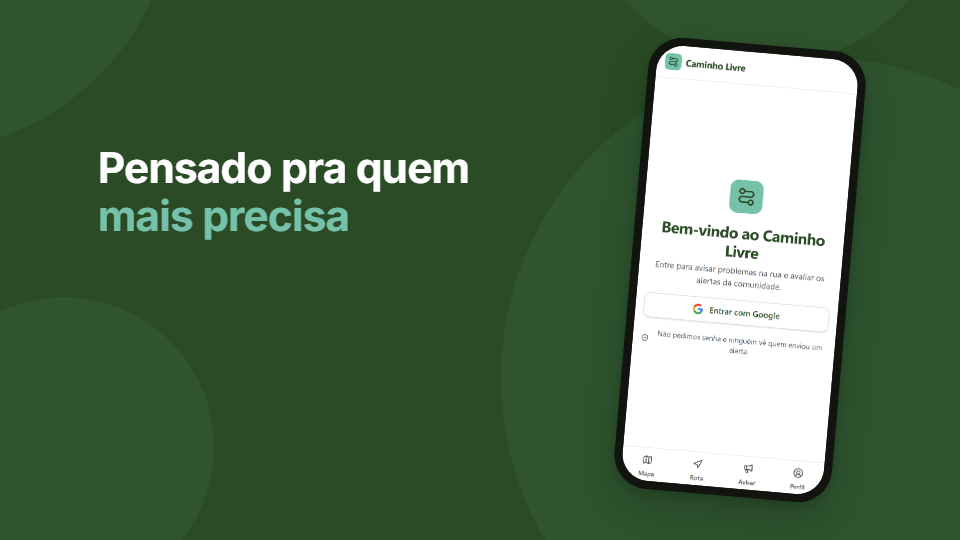 Pensado pra quem
mais precisa
Caminho Livre
Bem-vindo ao Caminho
Livre
Entre para avisar problemas na rua e avaliar os
alertas da comunidade.
Entrar com Google
Não pedimos senha e ninguém vê quem enviou um
alerta.
Mapa
Rota
Avisar
Perfil